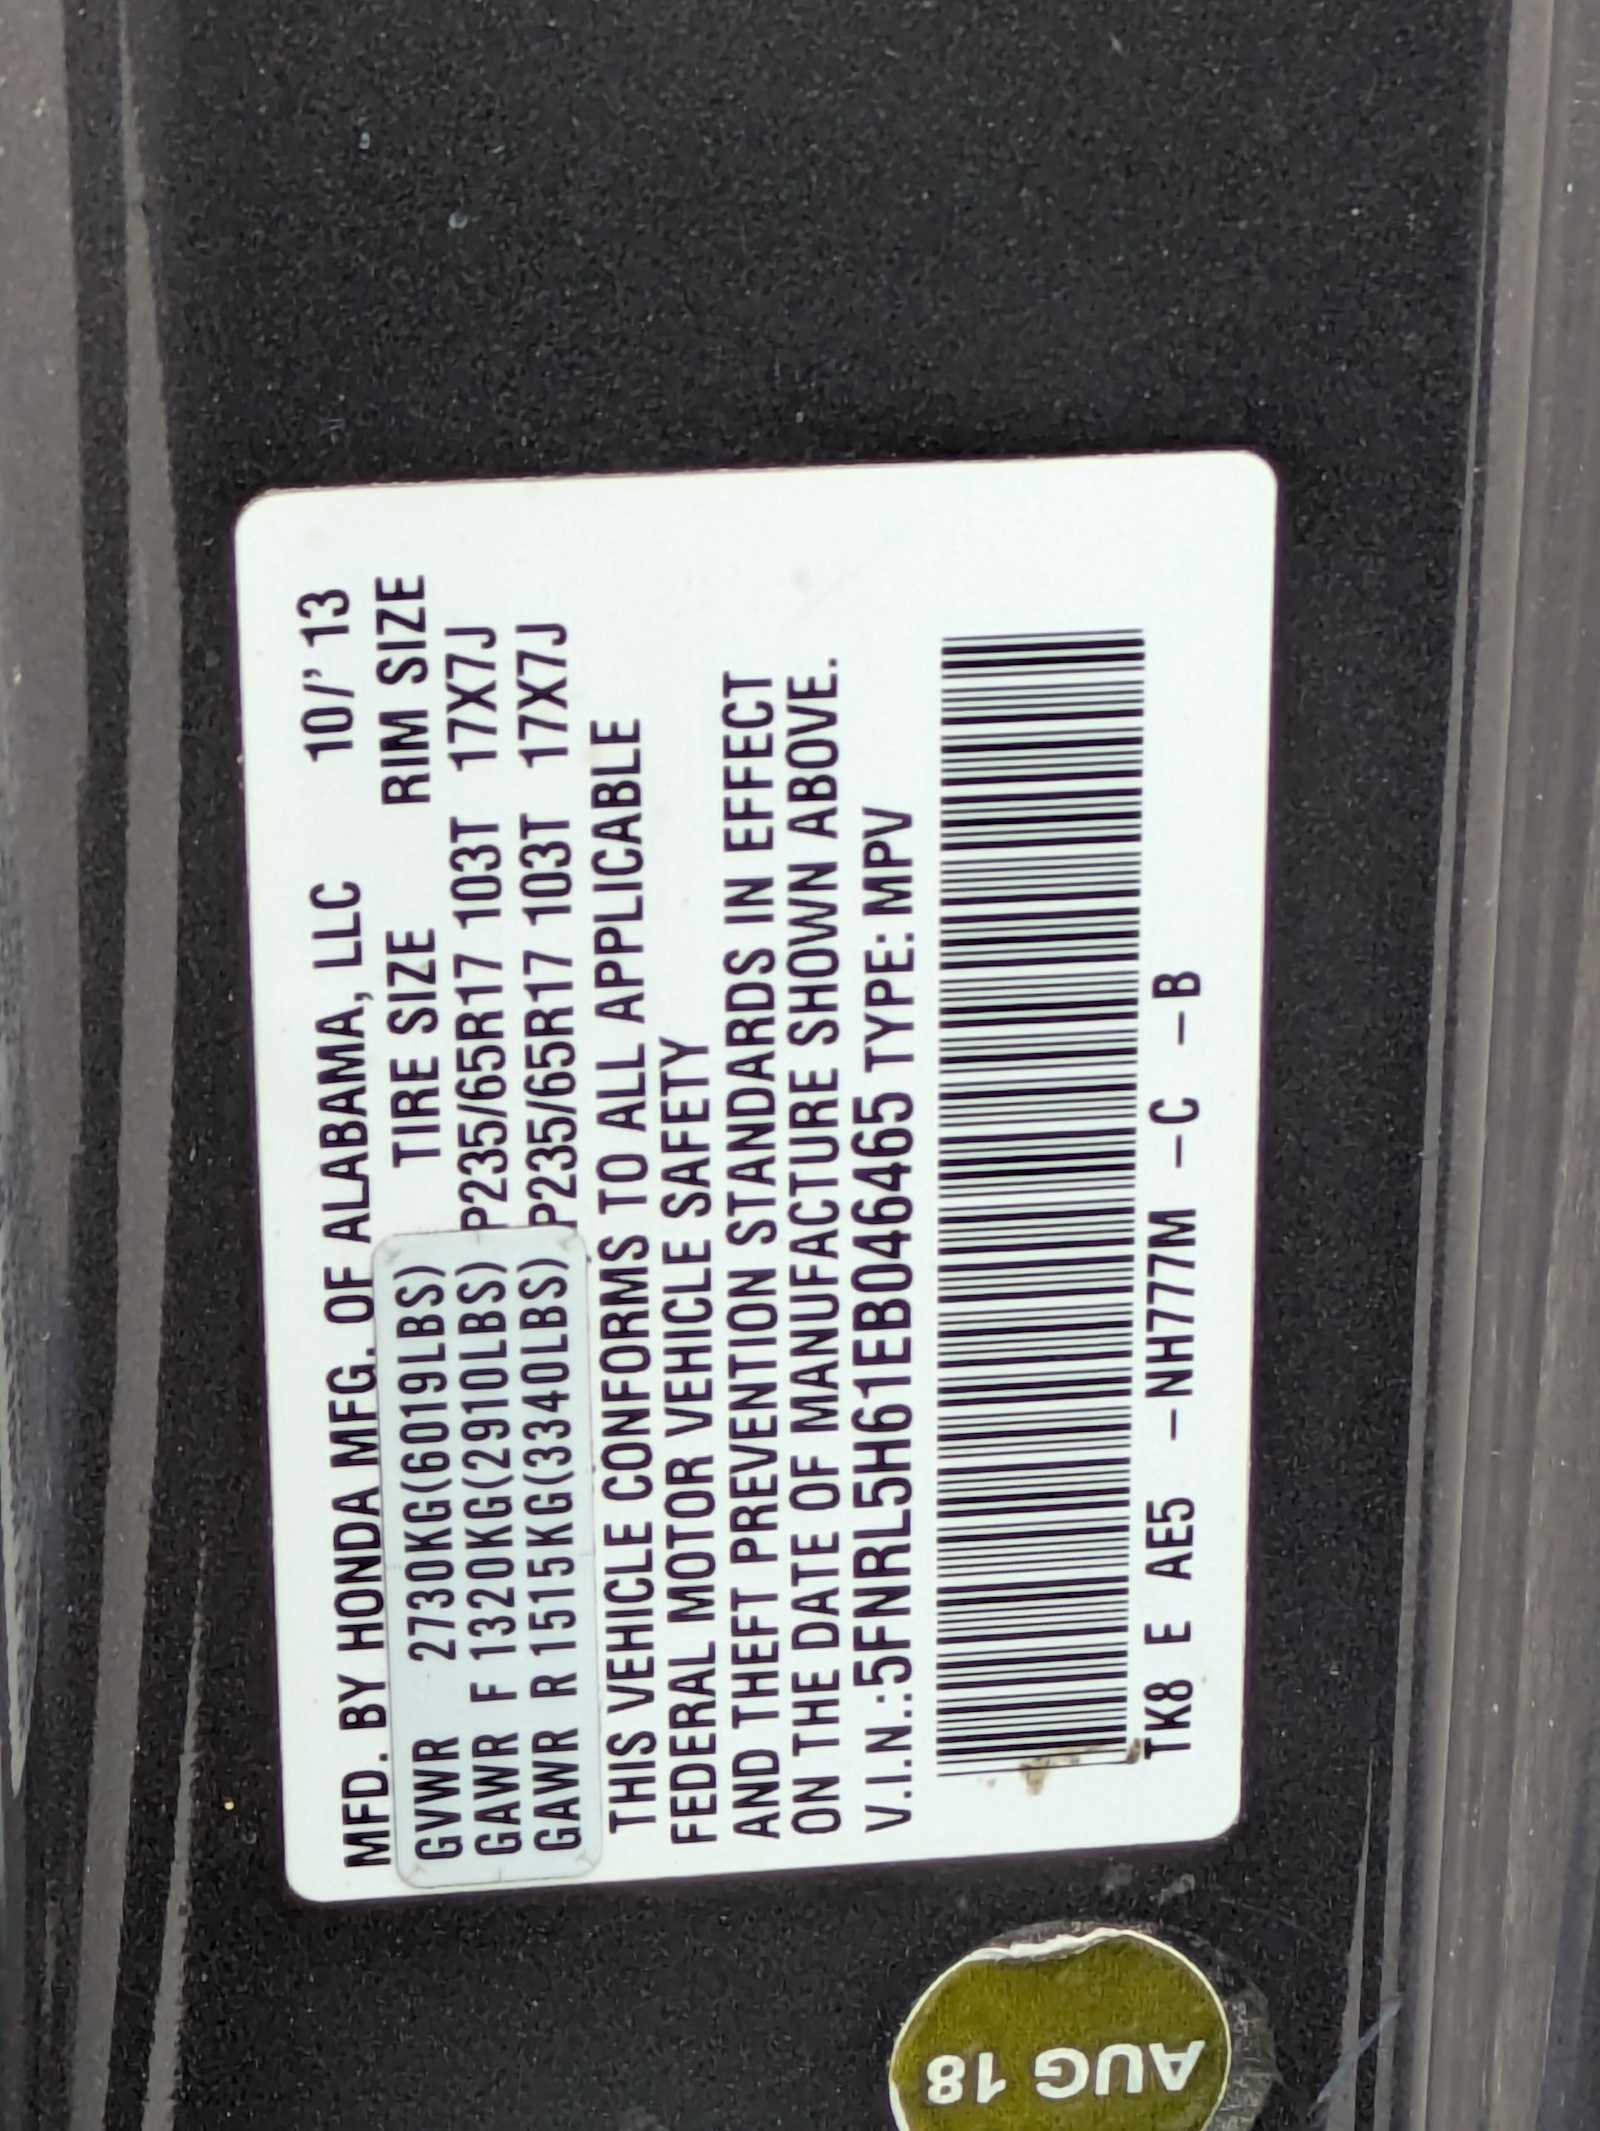 MFD. BY HONDA MFG. OF ALABAMA, LLC 10/' 13
TIRE SIZE RIM SIZE
GVWR 2730KG(6019LBS)
GAWR F 1320KG(2910LBS) P235/65R17 103T 17X7J
GAWR R 1515KG(3340LBS) P235/65R17 103T 17X7J
THIS VEHICLE CONFORMS TO ALL APPLICABLE
FEDERAL MOTOR VEHICLE SAFETY
AND THEFT PREVENTION STANDARDS IN EFFECT
ON THE DATE OF MANUFACTURE SHOWN ABOVE.
V.I.N.:5FNRL5H61EB046465 TYPE: MPV
TK8 E AE5 -NH777M -C -B
AUG 18